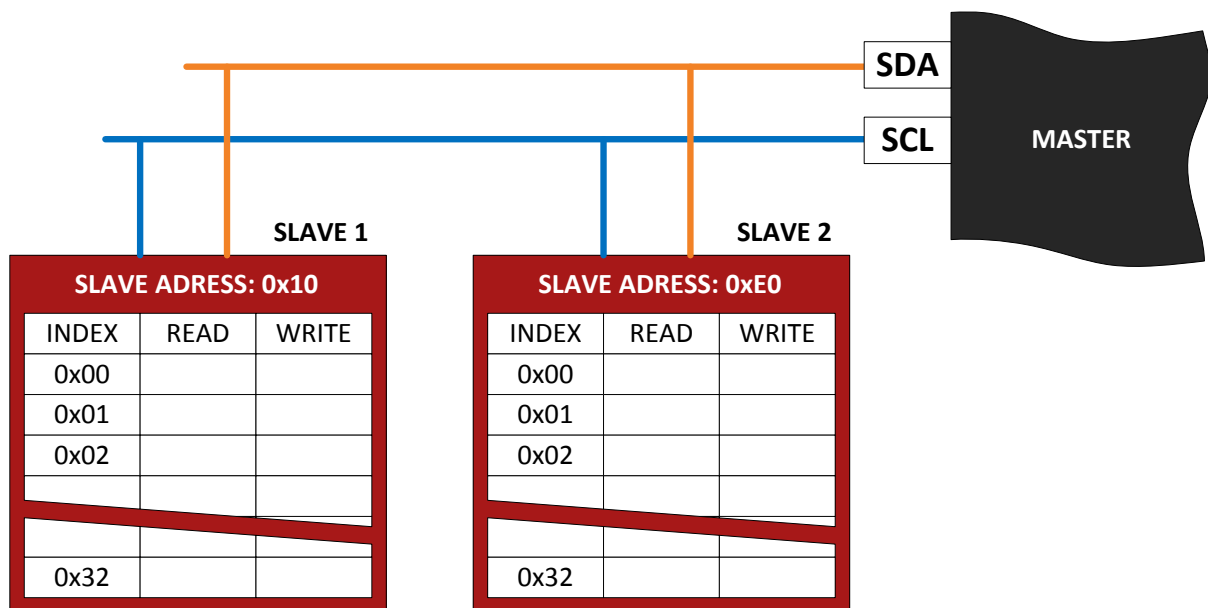 SDA
SCL
MASTER
SLAVE 1
SLAVE 2
SLAVE ADRESS: 0x10
INDEX READ WRITE
0x00
0x01
0x02
0x32
SLAVE ADRESS: 0xE0
INDEX READ WRITE
0x00
0x01
0x02
0x32